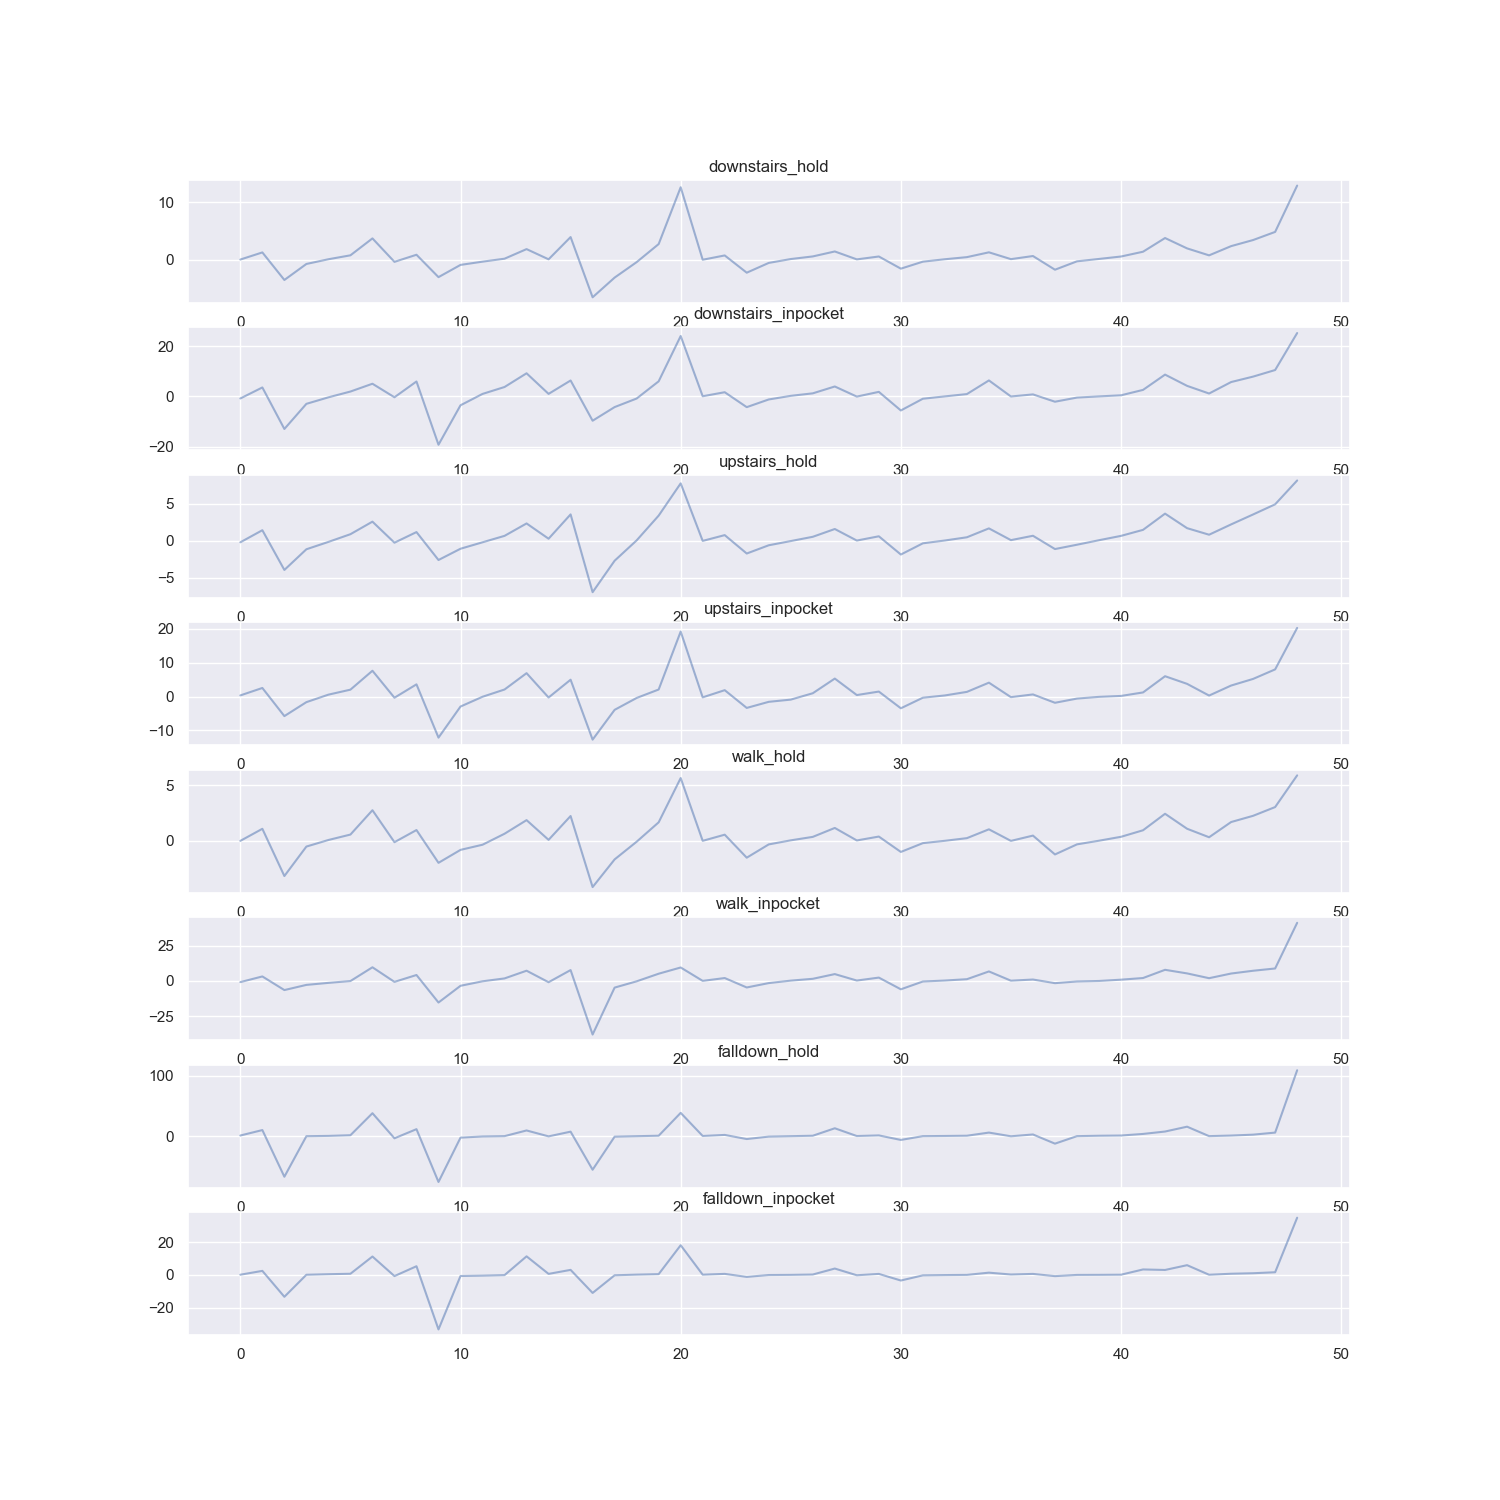 downstairs_hold
10
0
0 10 20 30 40 50
downstairs_inpocket
20
0
−20
0 10 20 30 40 50
upstairs_hold
5
0
−5
0 10 20 30 40 50
upstairs_inpocket
20
10
0
−10
0 10 20 30 40 50
walk_hold
5
0
0 10 20 30 40 50
walk_inpocket
25
0
−25
0 10 20 30 40 50
falldown_hold
100
0
0 10 20 30 40 50
falldown_inpocket
20
0
−20
0 10 20 30 40 50